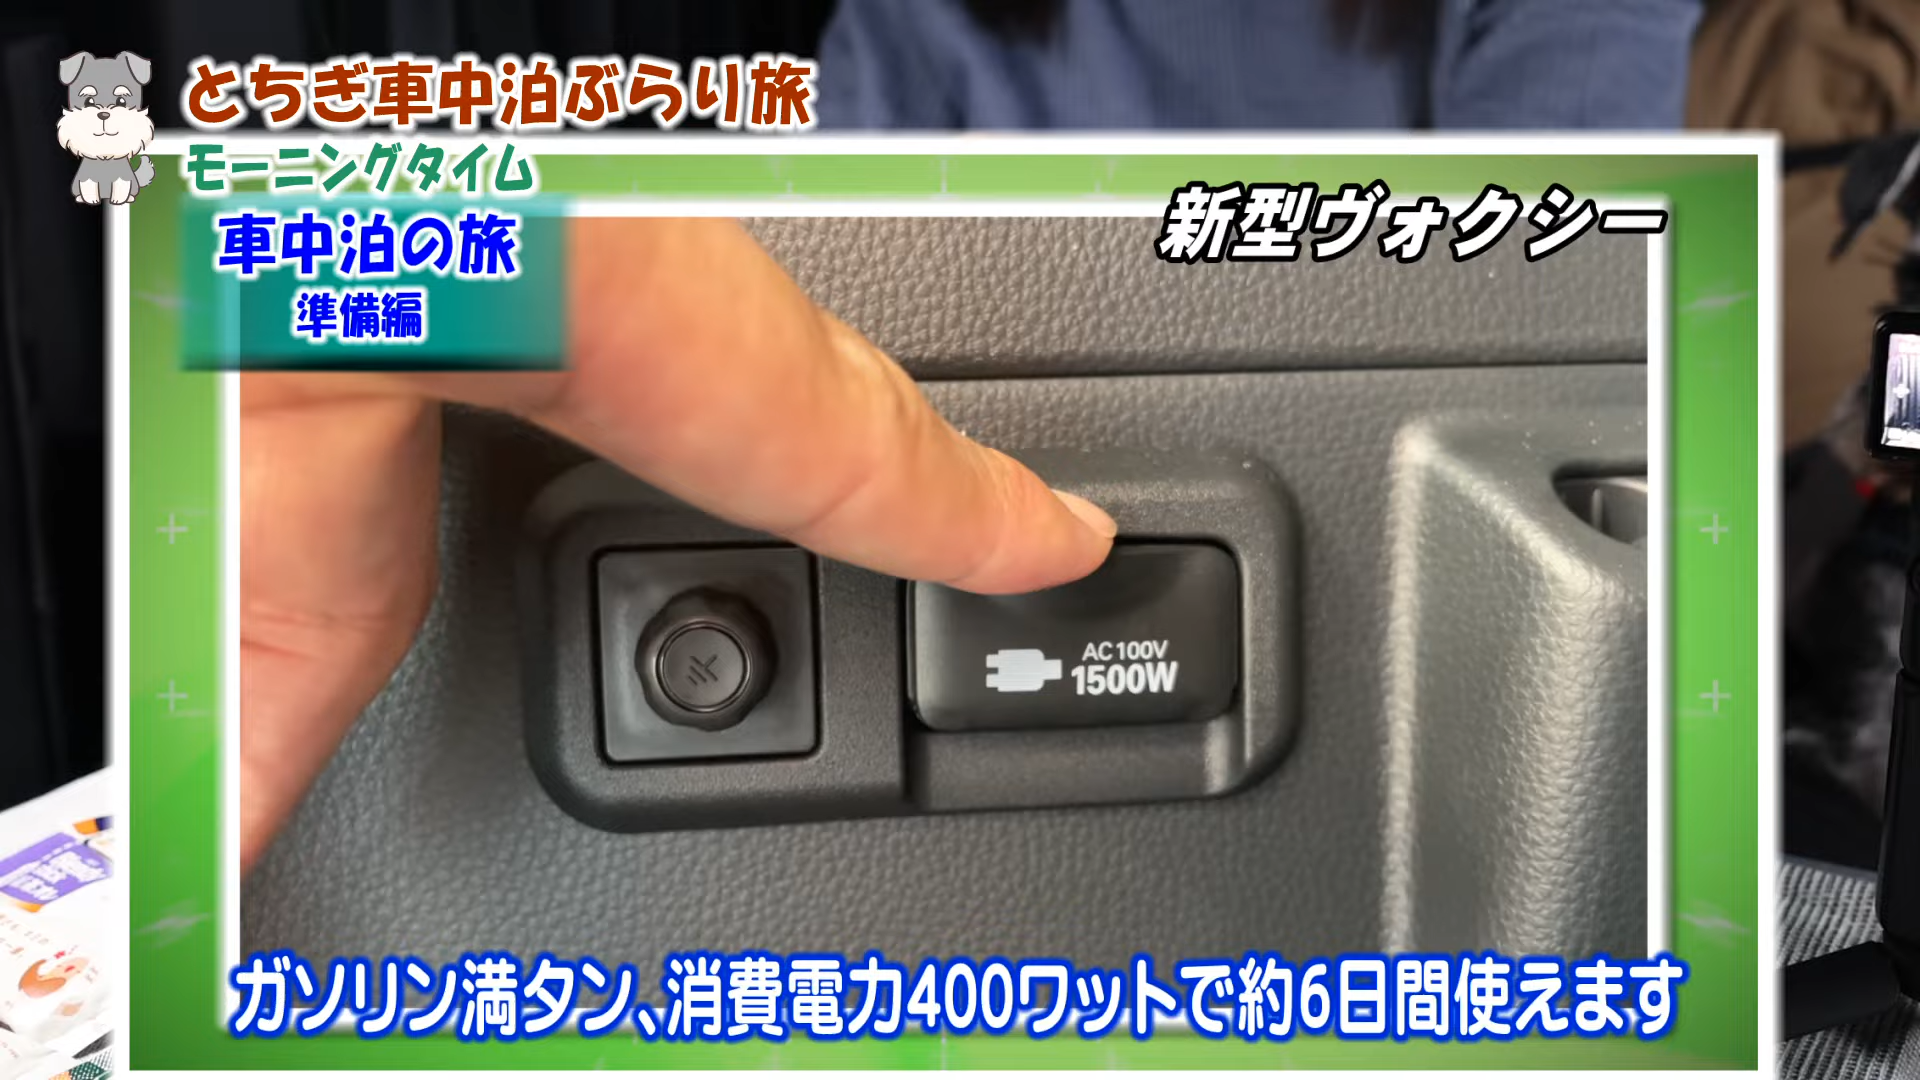 とちぎ車中泊ぶらり旅
モーニングタイム
車中泊の旅
準備編
新型ヴォクシー
AC100V
1500W
ガソリン満タン、消費電力400ワットで約6日間使えます